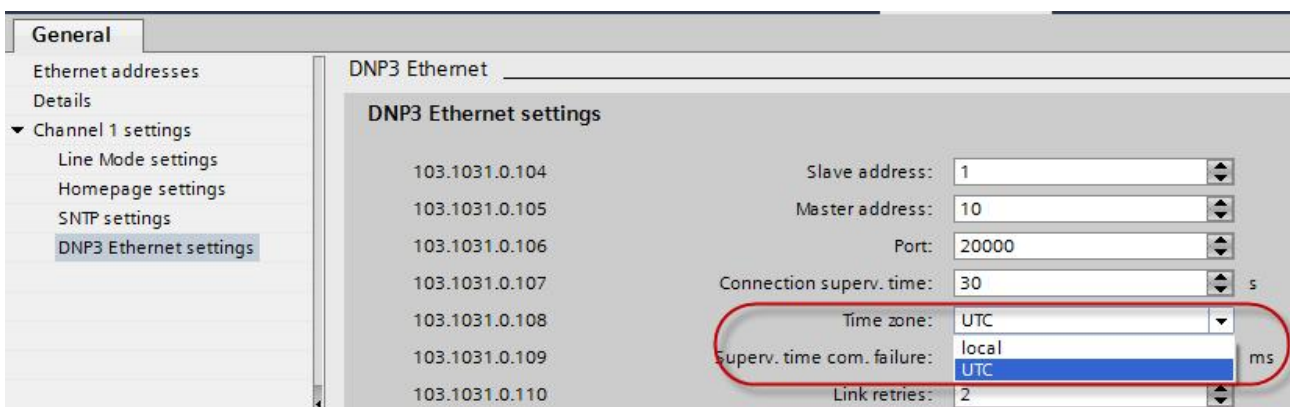 General
Ethernet addresses
Details
Channel 1 settings
Line Mode settings
Homepage settings
SNTP settings
DNP3 Ethernet settings
DNP3 Ethernet
DNP3 Ethernet settings
103.1031.0.104 Slave address: 1
103.1031.0.105 Master address: 10
103.1031.0.106 Port: 20000
103.1031.0.107 Connection superv. time: 30 s
103.1031.0.108 Time zone: UTC
local
103.1031.0.109 Superv. time com. failure: ms
UTC
103.1031.0.110 Link retries: 2